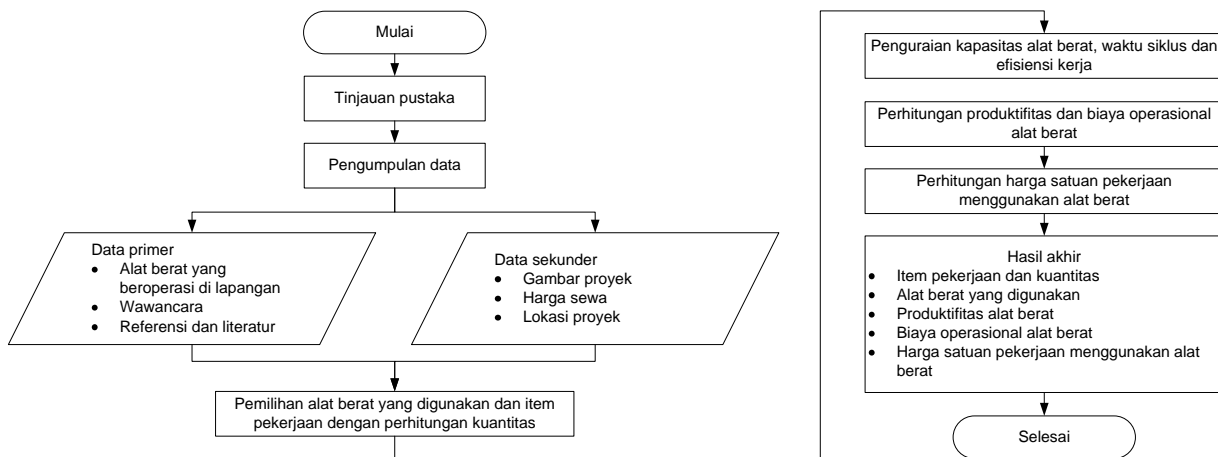 Mulai
Tinjauan pustaka
Pengumpulan data
Data primer
• Alat berat yang
beroperasi di lapangan
• Wawancara
• Referensi dan literatur
Data sekunder
• Gambar proyek
• Harga sewa
• Lokasi proyek
Pemilihan alat berat yang digunakan dan item
pekerjaan dengan perhitungan kuantitas
Penguraian kapasitas alat berat, waktu siklus dan
efisiensi kerja
Perhitungan produktifitas dan biaya operasional
alat berat
Perhitungan harga satuan pekerjaan
menggunakan alat berat
Hasil akhir
• Item pekerjaan dan kuantitas
• Alat berat yang digunakan
• Produktifitas alat berat
• Biaya operasional alat berat
• Harga satuan pekerjaan menggunakan alat
berat
Selesai